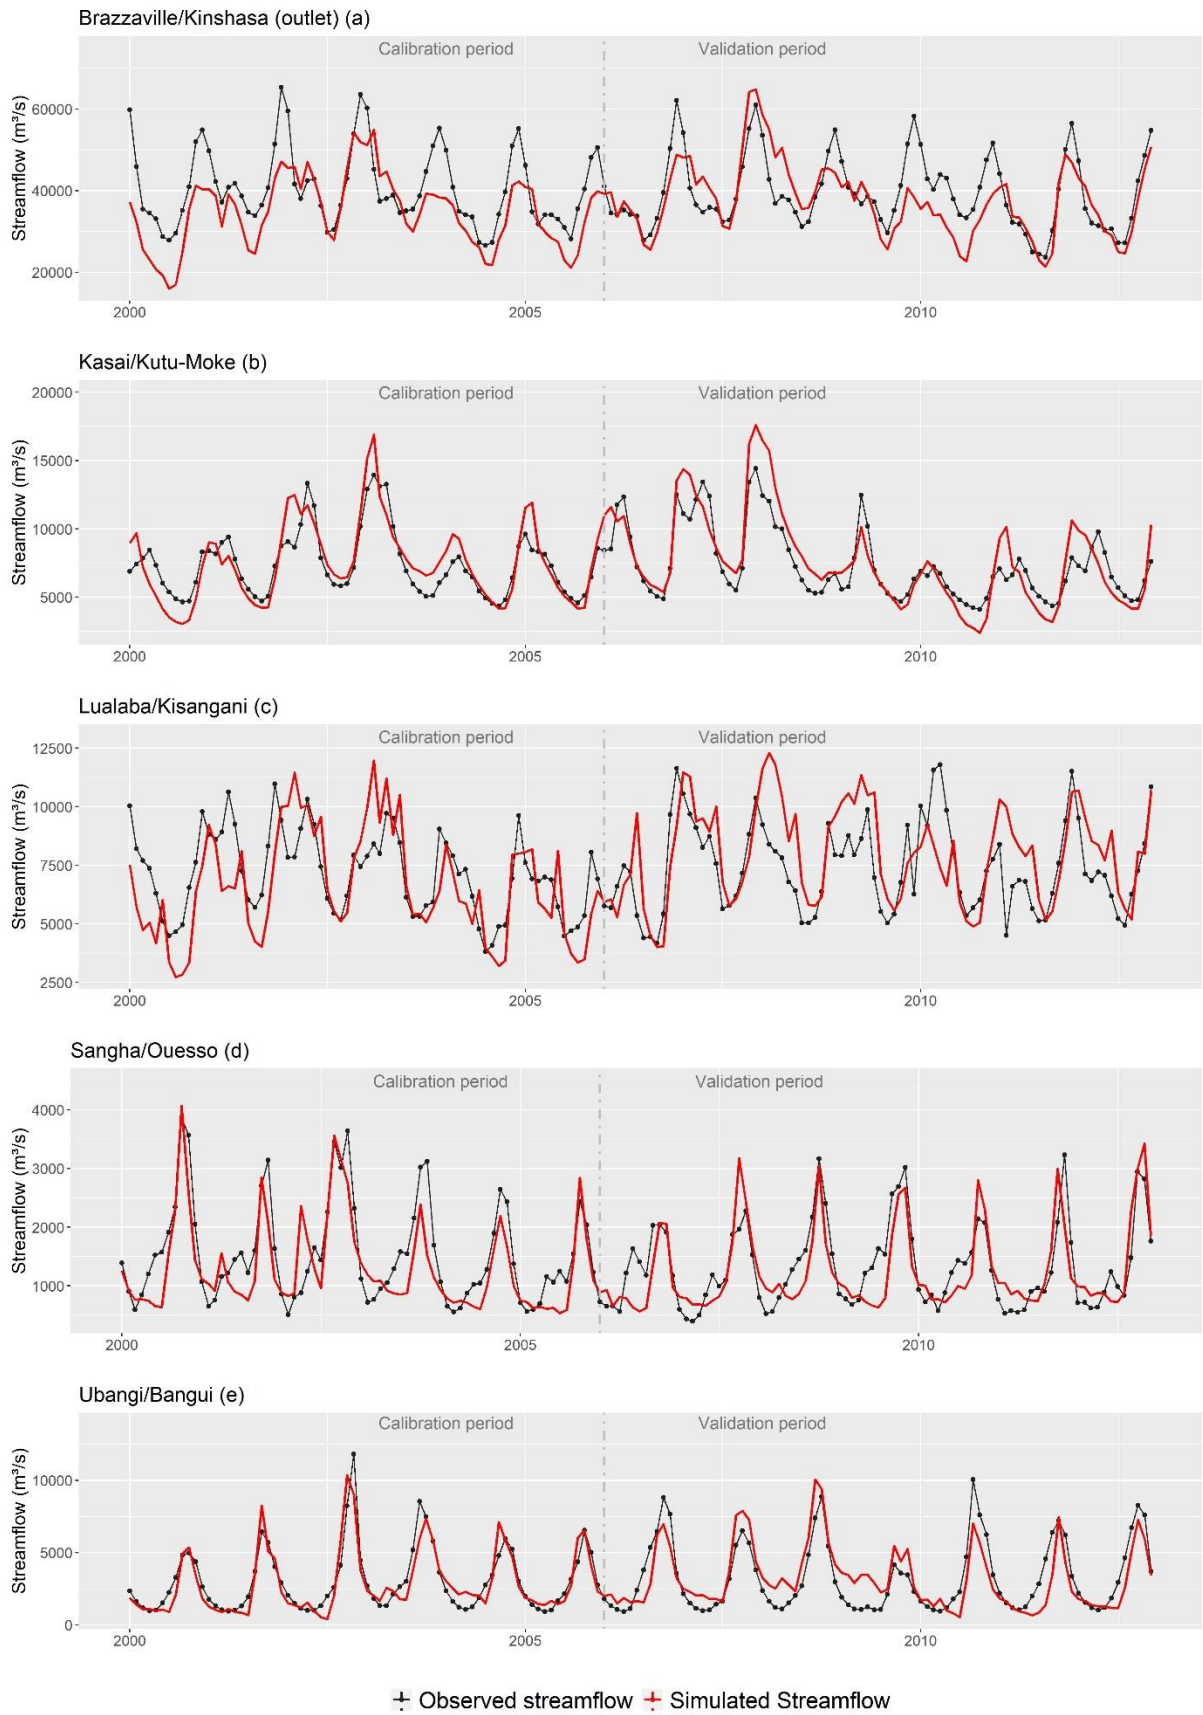 Brazzaville/Kinshasa (outlet) (a)
Calibration period Validation period
Streamflow (m³/s)
60000
40000
20000
2000 2005 2010
Kasai/Kutu-Moke (b)
Calibration period Validation period
Streamflow (m³/s)
20000
15000
10000
5000
2000 2005 2010
Lualaba/Kisangani (c)
Calibration period Validation period
Streamflow (m³/s)
12500
10000
7500
5000
2500
2000 2005 2010
Sangha/Ouesso (d)
Calibration period Validation period
Streamflow (m³/s)
4000
3000
2000
1000
2000 2005 2010
Ubangi/Bangui (e)
Calibration period Validation period
Streamflow (m³/s)
10000
5000
0
2000 2005 2010
Observed streamflow Simulated Streamflow